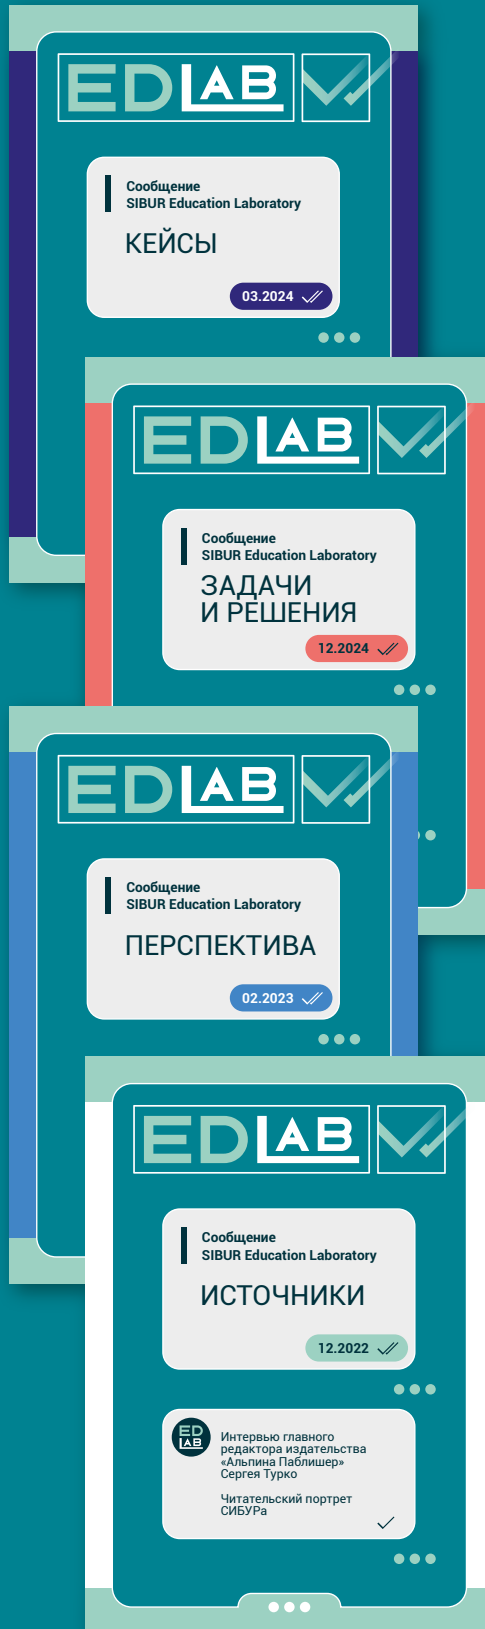 EDLAB
Сообщение
SIBUR Education Laboratory
КЕЙСЫ
03.2024
EDLAB
Сообщение
SIBUR Education Laboratory
ЗАДАЧИ
И РЕШЕНИЯ
12.2024
EDLAB
Сообщение
SIBUR Education Laboratory
ПЕРСПЕКТИВА
02.2023
EDLAB
Сообщение
SIBUR Education Laboratory
ИСТОЧНИКИ
12.2022
ED
LAB
Интервью главного
редактора издательства
«Альпина Паблишер»
Сергея Турко
Читательский портрет
СИБУРа